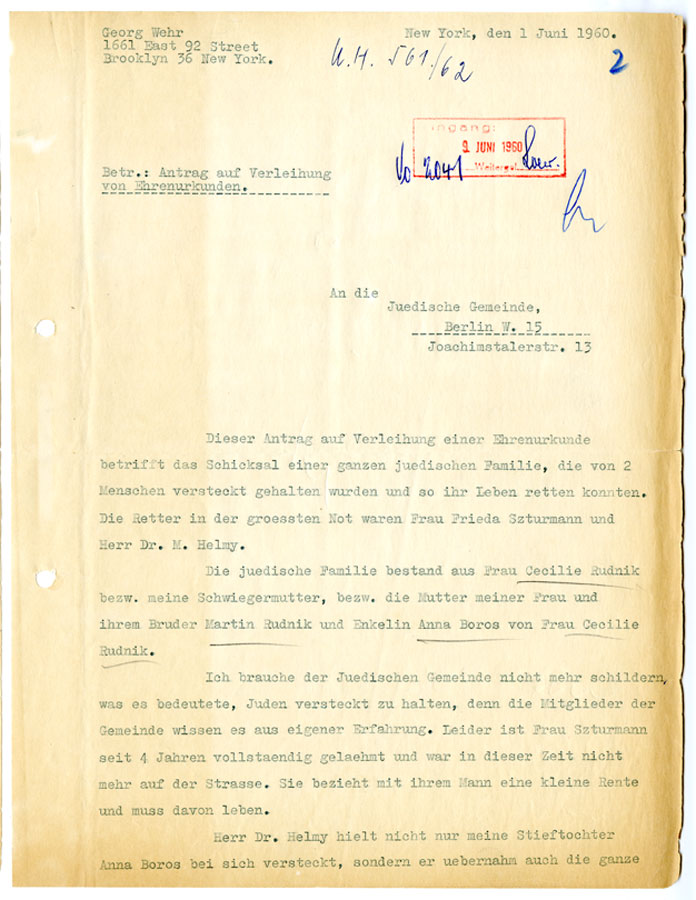 Georg Wehr
1661 East 92 Street
Brooklyn 36 New York.
New York, den 1 Juni 1960.
U.H. 561/62
2
ingang:
9. JUNI 1960
Vo 2041
Weitergel.
Betr.: Antrag auf Verleihung
von Ehrenurkunden.
An die
Juedische Gemeinde,
Berlin W. 15
Joachimstalerstr. 13
Dieser Antrag auf Verleihung einer Ehrenurkunde
betrifft das Schicksal einer ganzen juedischen Familie, die von 2
Menschen versteckt gehalten wurden und so ihr Leben retten konnten.
Die Retter in der groessten Not waren Frau Frieda Szturmann und
Herr Dr. M. Helmy.
Die juedische Familie bestand aus Frau Cecilie Rudnik
bezw. meine Schwiegermutter, bezw. die Mutter meiner Frau und
ihrem Bruder Martin Rudnik und Enkelin Anna Boros von Frau Cecilie
Rudnik.
Ich brauche der Juedischen Gemeinde nicht mehr schildern,
was es bedeutete, Juden versteckt zu halten, denn die Mitglieder der
Gemeinde wissen es aus eigener Erfahrung. Leider ist Frau Szturmann
seit 4 Jahren vollstaendig gelaehmt und war in dieser Zeit nicht
mehr auf der Strasse. Sie bezieht mit ihrem Mann eine kleine Rente
und muss davon leben.
Herr Dr. Helmy hielt nicht nur meine Stieftochter
Anna Boros bei sich versteckt, sondern er uebernahm auch die ganze